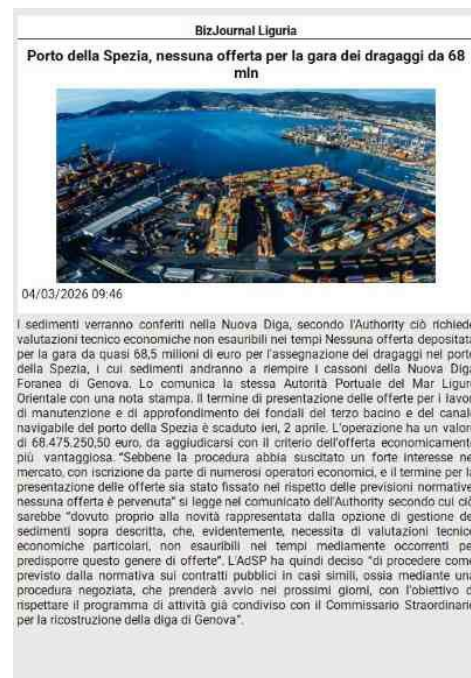 BizJournal Liguria
Porto della Spezia, nessuna offerta per la gara dei dragaggi da 68
mln
04/03/2026 09:46
I sedimenti verranno conferiti nella Nuova Diga, secondo l'Authority ciò richiede
valutazioni tecnico economiche non esauribili nei tempi Nessuna offerta depositata
per la gara da quasi 68,5 milioni di euro per l'assegnazione dei dragaggi nel porto
della Spezia, i cui sedimenti andranno a riempire i cassoni della Nuova Diga
Foranea di Genova. Lo comunica la stessa Autorità Portuale del Mar Ligure
Orientale con una nota stampa. Il termine di presentazione delle offerte per i lavori
di manutenzione e di approfondimento dei fondali del terzo bacino e del canale
navigabile del porto della Spezia è scaduto ieri, 2 aprile. L'operazione ha un valore
di 68.475.250,50 euro, da aggiudicarsi con il criterio dell'offerta economicamente
più vantaggiosa. "Sebbene la procedura abbia suscitato un forte interesse nel
mercato, con iscrizione da parte di numerosi operatori economici, e il termine per la
presentazione delle offerte sia stato fissato nel rispetto delle previsioni normative,
nessuna offerta è pervenuta" si legge nel comunicato dell'Authority secondo cui ciò
sarebbe "dovuto proprio alla novità rappresentata dalla opzione di gestione dei
sedimenti sopra descritta, che, evidentemente, necessita di valutazioni tecnico
economiche particolari, non esauribili nei tempi mediamente occorrenti per
predisporre questo genere di offerte". L'AdSP ha quindi deciso "di procedere come
previsto dalla normativa sui contratti pubblici in casi simili, ossia mediante una
procedura negoziata, che prenderà avvio nei prossimi giorni, con l'obiettivo di
rispettare il programma di attività già condiviso con il Commissario Straordinario
per la ricostruzione della diga di Genova".